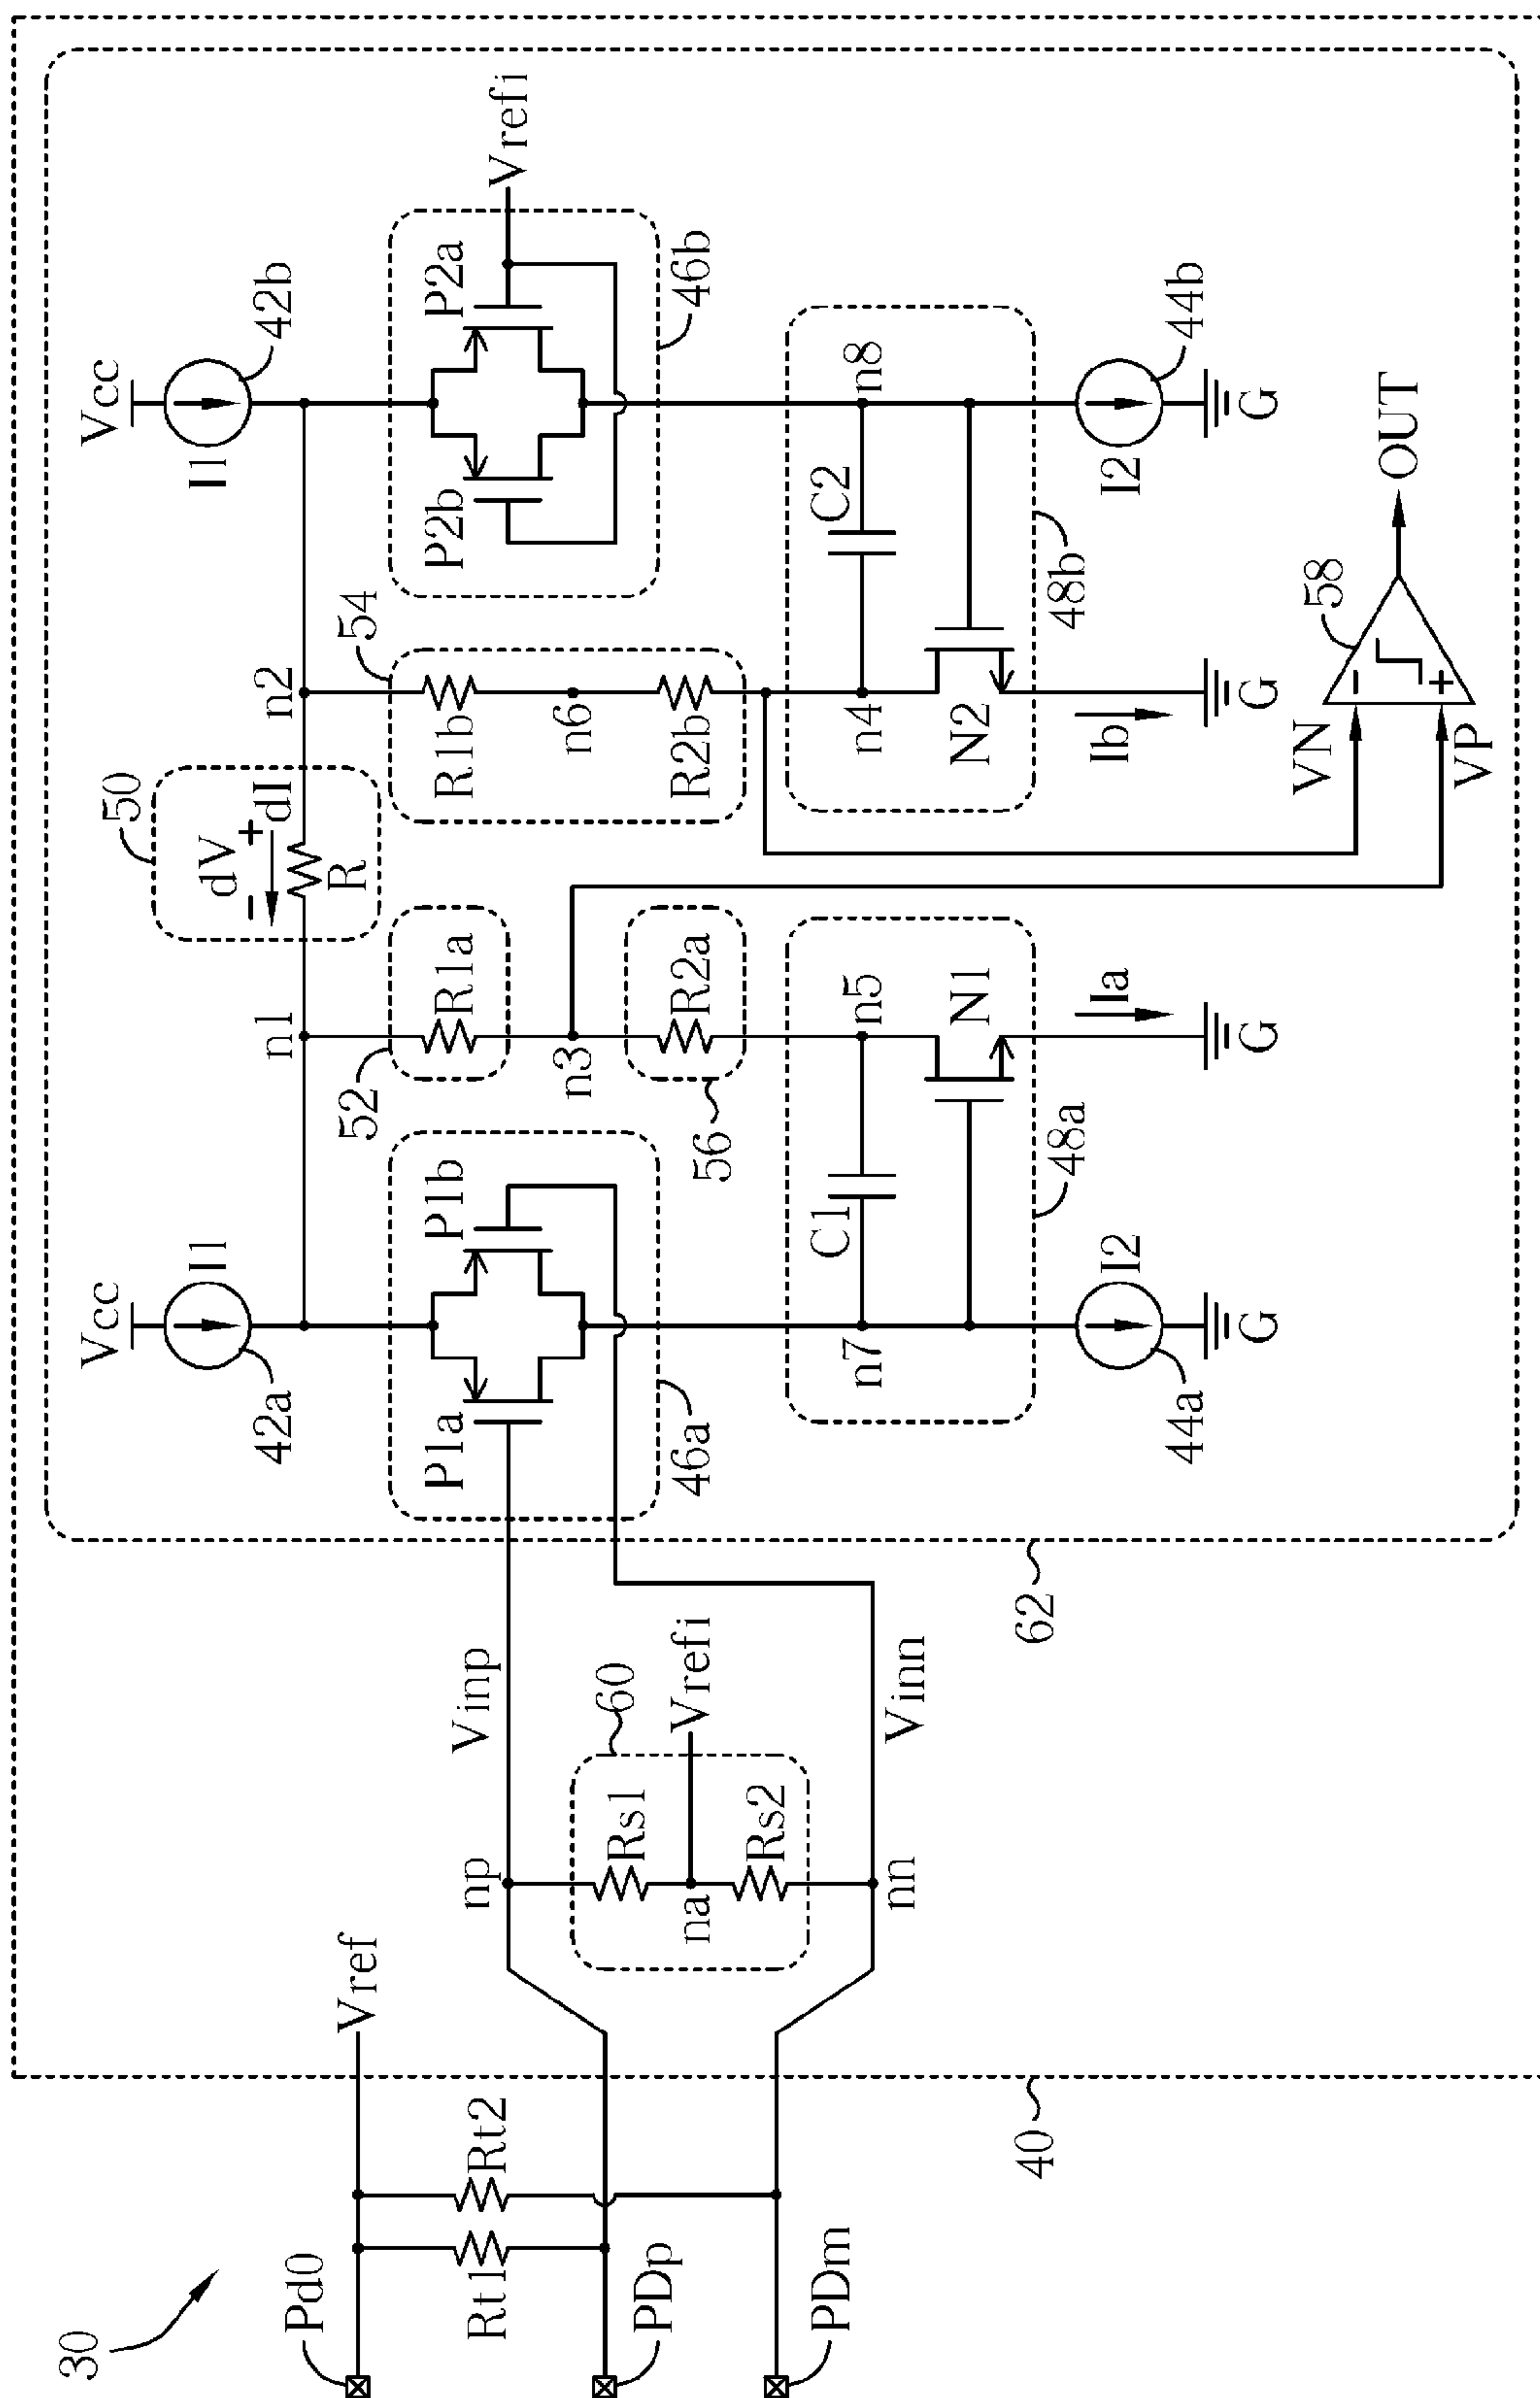 30
Pd0
Vref
Rt1
Rt2
PDp
PDm
40
np
Vinp
60
Rs1
na
Vrefi
Rs2
nn
Vinn
62
Vcc
I1
42a
P1a
P1b
46a
n7
C1
n5
N1
48a
I2
44a
G
Ia
G
n1
52
R1a
n3
56
R2a
50
dV
- +
dI
R
n2
54
R1b
n6
R2b
n4
C2
n8
N2
48b
Ib
G
Vcc
I1
42b
P2b
P2a
Vrefi
46b
I2
44b
G
VN
VP
-
+
58
OUT